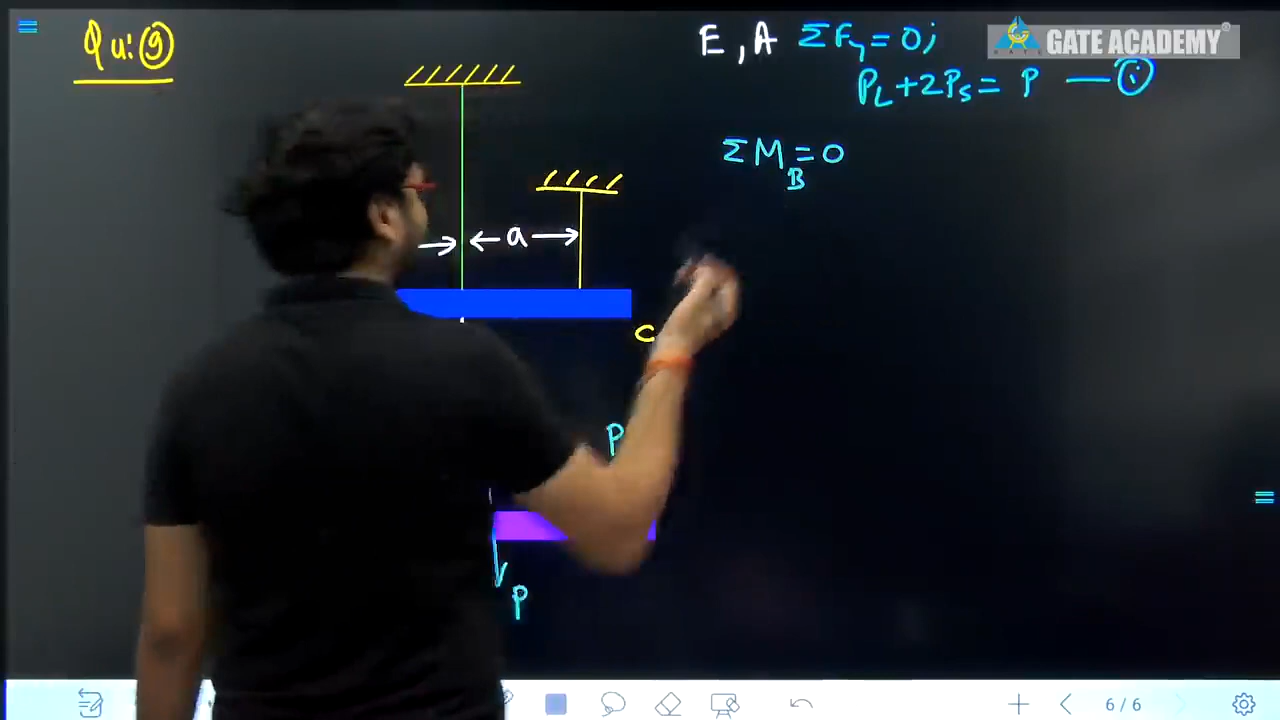 Qu: 9
E, A ΣFy = 0;
GATE ACADEMY
PL + 2PS = P — (i)
ΣMB = 0
a
C
P
P
6 / 6